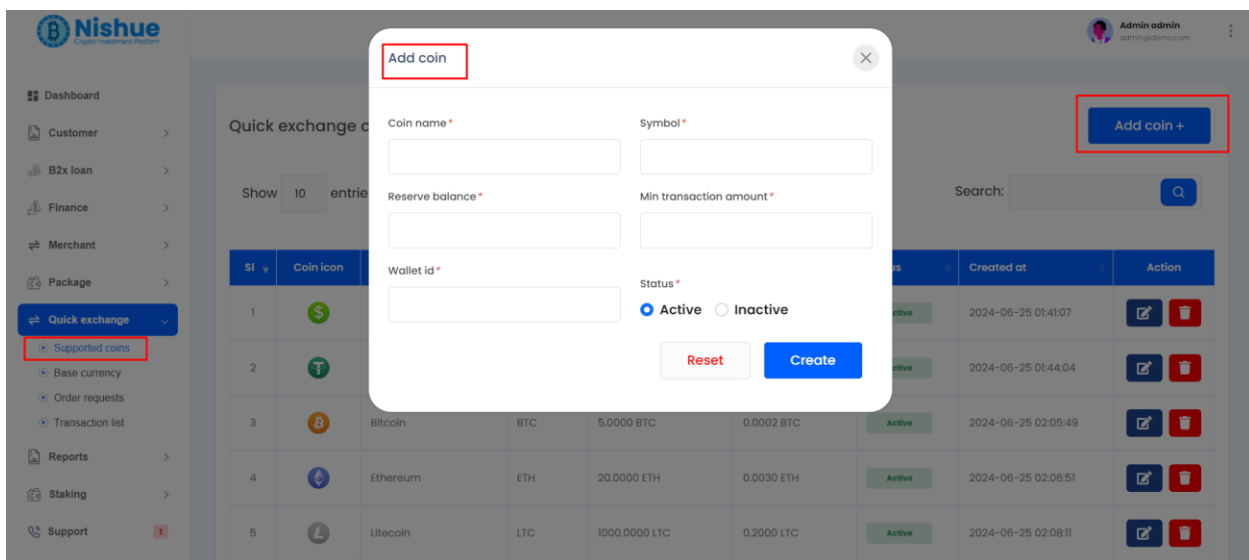 Nishue
Crypto Investment Platform
Admin admin
admin@demo.com
Dashboard
Customer
B2x loan
Finance
Merchant
Package
Quick exchange
Supported coins
Base currency
Order requests
Transaction list
Reports
Staking
Support 1
Quick exchange c
Add coin +
Show 10 entrie
Search:
Add coin
Coin name*
Symbol*
Reserve balance*
Min transaction amount*
Wallet id*
Status*
Active Inactive
Reset Create
Sl Coin icon us Created at Action
1 ctive 2024-06-25 01:41:07
2 ctive 2024-06-25 01:44:04
3 Bitcoin BTC 5.0000 BTC 0.0002 BTC Active 2024-06-25 02:05:49
4 Ethereum ETH 20.0000 ETH 0.0030 ETH Active 2024-06-25 02:06:51
5 Litecoin LTC 1000.0000 LTC 0.2000 LTC Active 2024-06-25 02:08:11